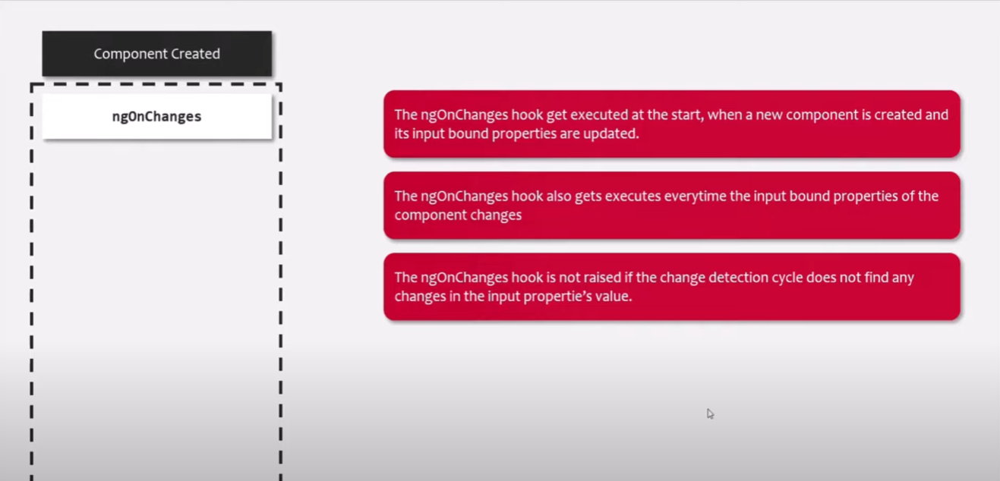 Component Created
ngOnChanges
The ngOnChanges hook get executed at the start, when a new component is created and
its input bound properties are updated.
The ngOnChanges hook also gets executes everytime the input bound properties of the
component changes
The ngOnChanges hook is not raised if the change detection cycle does not find any
changes in the input propertie’s value.